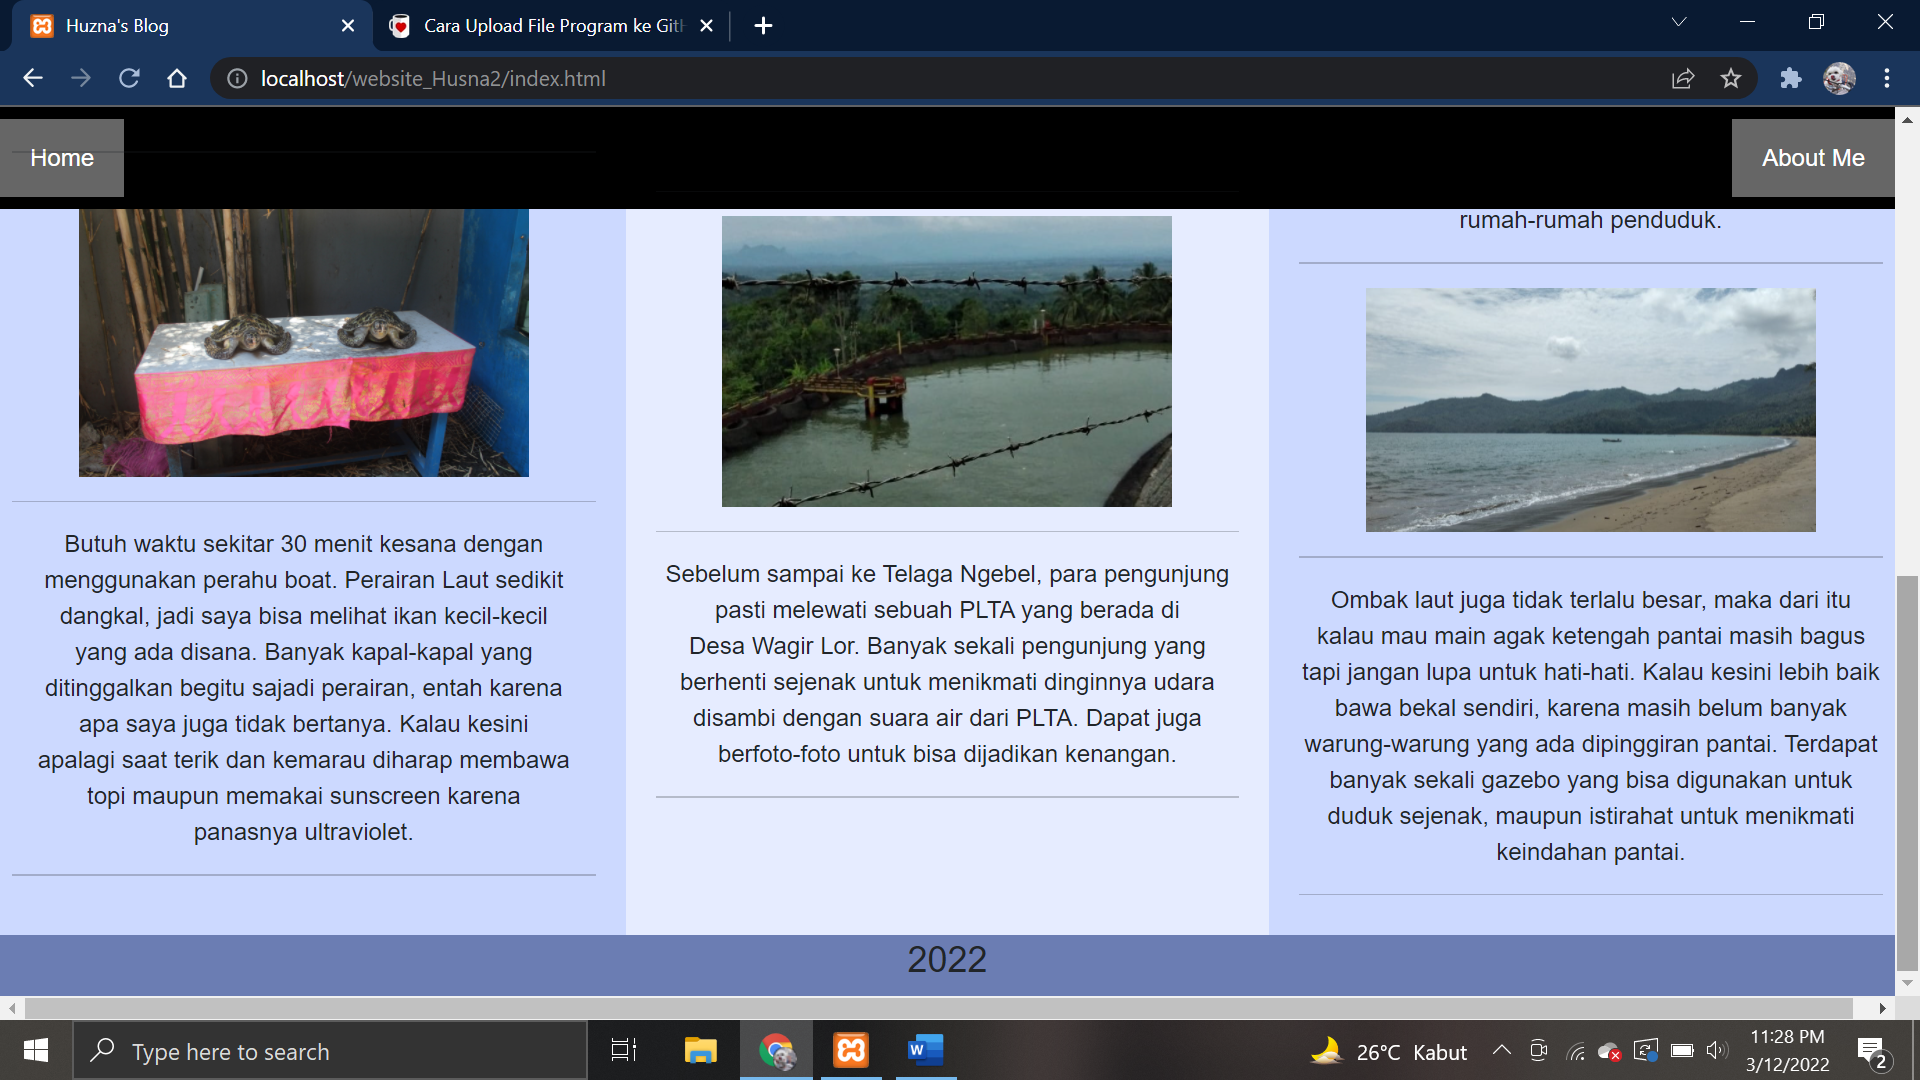 Huzna's Blog
Cara Upload File Program ke Git
localhost/website_Husna2/index.html
Home
About Me
Butuh waktu sekitar 30 menit kesana dengan
menggunakan perahu boat. Perairan Laut sedikit
dangkal, jadi saya bisa melihat ikan kecil-kecil
yang ada disana. Banyak kapal-kapal yang
ditinggalkan begitu sajadi perairan, entah karena
apa saya juga tidak bertanya. Kalau kesini
apalagi saat terik dan kemarau diharap membawa
topi maupun memakai sunscreen karena
panasnya ultraviolet.
Sebelum sampai ke Telaga Ngebel, para pengunjung
pasti melewati sebuah PLTA yang berada di
Desa Wagir Lor. Banyak sekali pengunjung yang
berhenti sejenak untuk menikmati dinginnya udara
disambi dengan suara air dari PLTA. Dapat juga
berfoto-foto untuk bisa dijadikan kenangan.
rumah-rumah penduduk.
Ombak laut juga tidak terlalu besar, maka dari itu
kalau mau main agak ketengah pantai masih bagus
tapi jangan lupa untuk hati-hati. Kalau kesini lebih baik
bawa bekal sendiri, karena masih belum banyak
warung-warung yang ada dipinggiran pantai. Terdapat
banyak sekali gazebo yang bisa digunakan untuk
duduk sejenak, maupun istirahat untuk menikmati
keindahan pantai.
2022
Type here to search
W
26°C Kabut
11:28 PM
3/12/2022
2